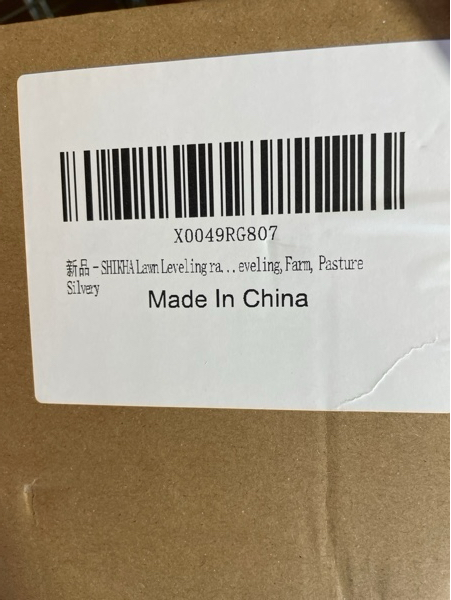 X0049RG807
新品 - SHIKHA Lawn Leveling ra...eveling, Farm, Pasture
Silvery
Made In China